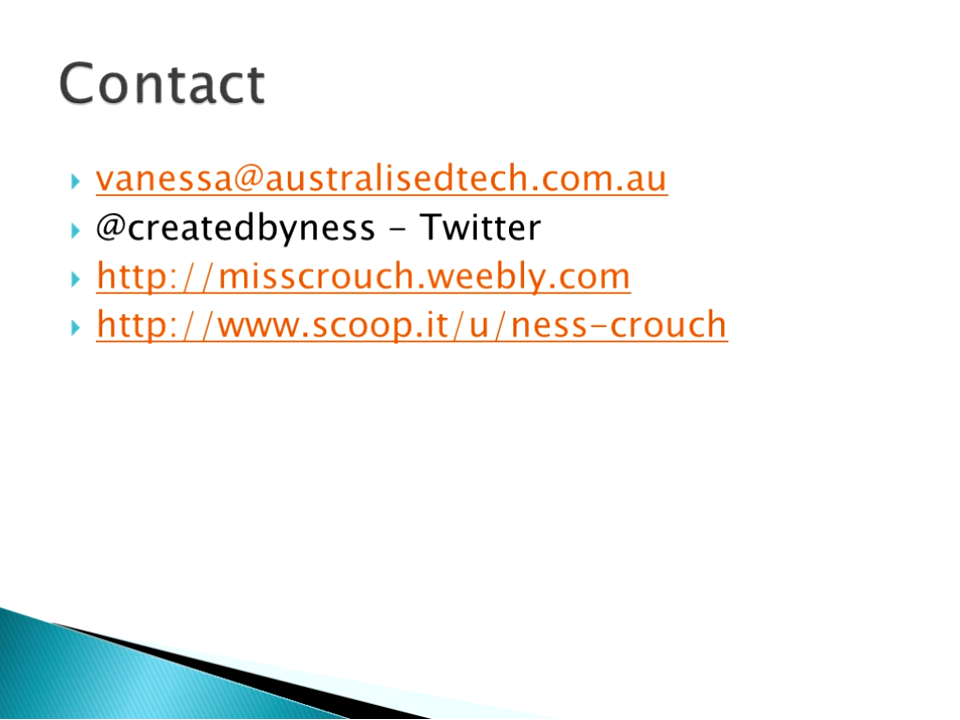 Contact
vanessa@australisedtech.com.au
@createdbyness - Twitter
http://misscrouch.weebly.com
http://www.scoop.it/u/ness-crouch